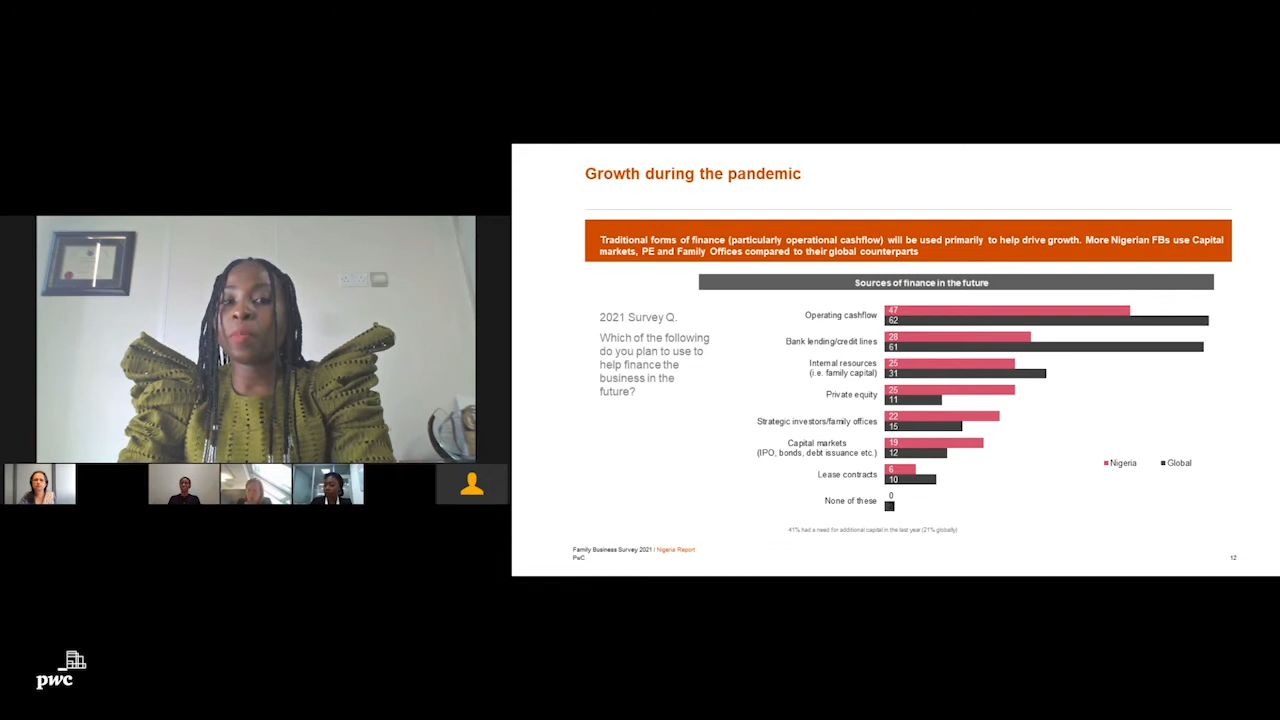 Growth during the pandemic
Traditional forms of finance (particularly operational cashflow) will be used primarily to help drive growth. More Nigerian FBs use Capital
markets, PE and Family Offices compared to their global counterparts
Sources of finance in the future
2021 Survey Q.
Which of the following
do you plan to use to
help finance the
business in the
future?
Operating cashflow
47
62
Bank lending/credit lines
28
61
Internal resources
(i.e. family capital)
25
31
Private equity
25
11
Strategic investors/family offices
22
15
Capital markets
(IPO, bonds, debt issuance etc.)
19
12
Lease contracts
6
10
None of these
0
Nigeria
Global
41% had a need for additional capital in the last year (21% globally)
Family Business Survey 2021 I Nigeria Report
PwC
12
pwc